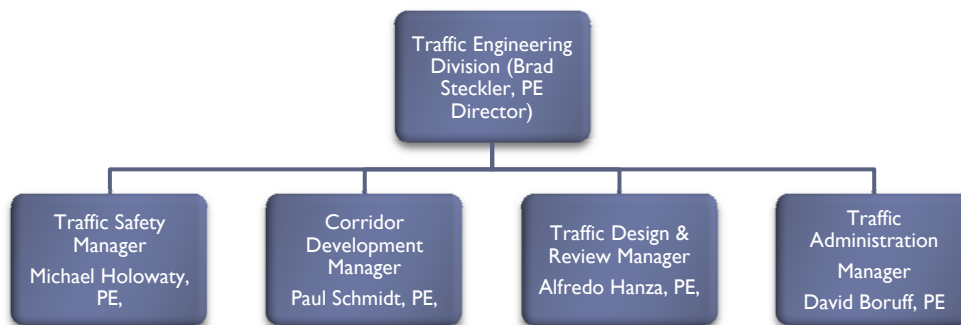 Traffic Engineering
Division (Brad
Steckler, PE
Director)
Traffic Safety
Manager
Michael Holowaty,
PE,
Corridor
Development
Manager
Paul Schmidt, PE,
Traffic Design &
Review Manager
Alfredo Hanza, PE,
Traffic
Administration
Manager
David Boruff, PE